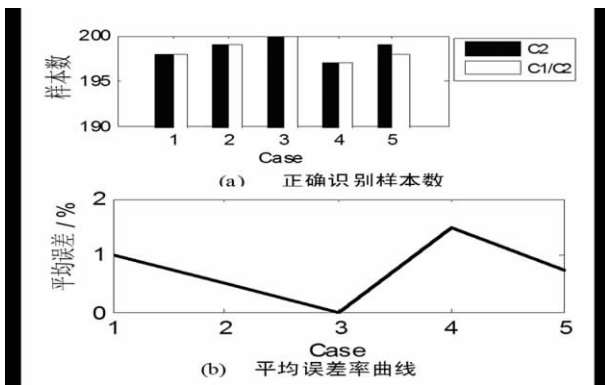 200
195
190
样本数
1 2 3 4 5
Case
C2
C1/C2
(a) 正确识别样本数
2
1
0
平均误差/%
1 2 3 4 5
Case
(b) 平均误差率曲线